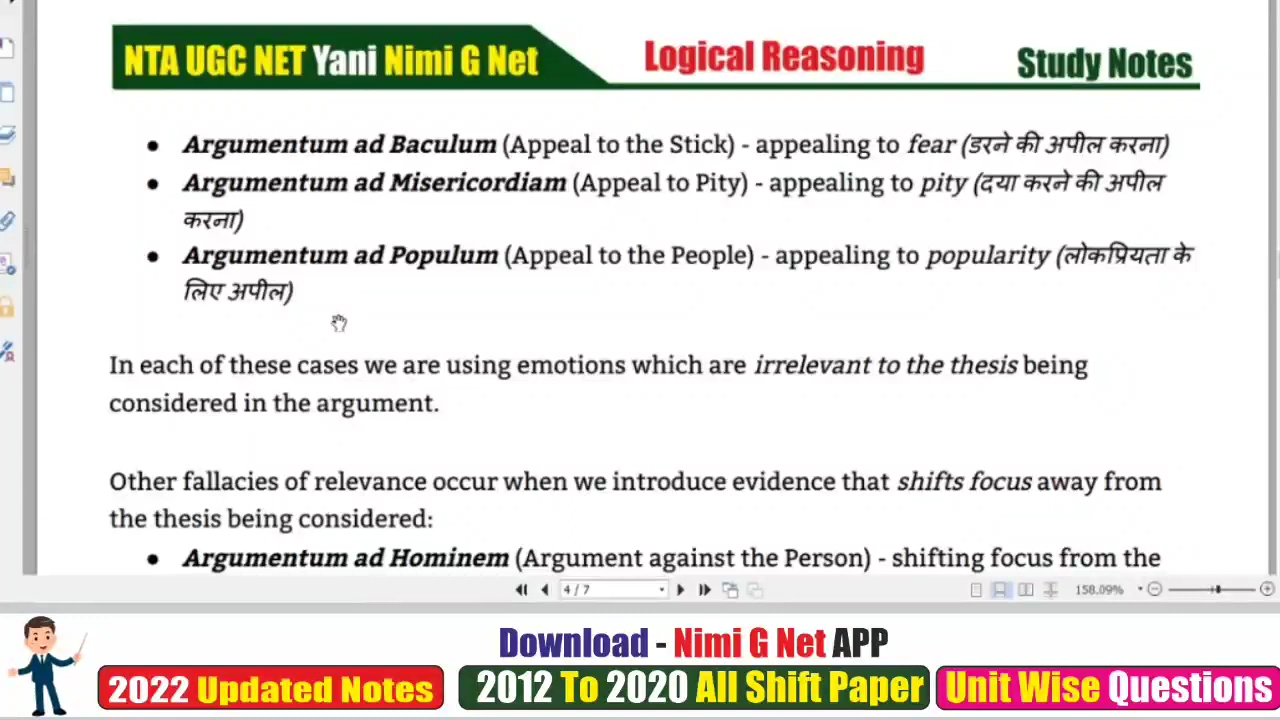 NTA UGC NET Yani Nimi G Net
Logical Reasoning
Study Notes
• Argumentum ad Baculum (Appeal to the Stick) - appealing to fear (डरने की अपील करना)
• Argumentum ad Misericordiam (Appeal to Pity) - appealing to pity (दया करने की अपील
करना)
• Argumentum ad Populum (Appeal to the People) - appealing to popularity (लोकप्रियता के
लिए अपील)
In each of these cases we are using emotions which are irrelevant to the thesis being
considered in the argument.
Other fallacies of relevance occur when we introduce evidence that shifts focus away from
the thesis being considered:
• Argumentum ad Hominem (Argument against the Person) - shifting focus from the
4 / 7
158.09%
Download - Nimi G Net APP
2022 Updated Notes
2012 To 2020 All Shift Paper
Unit Wise Questions